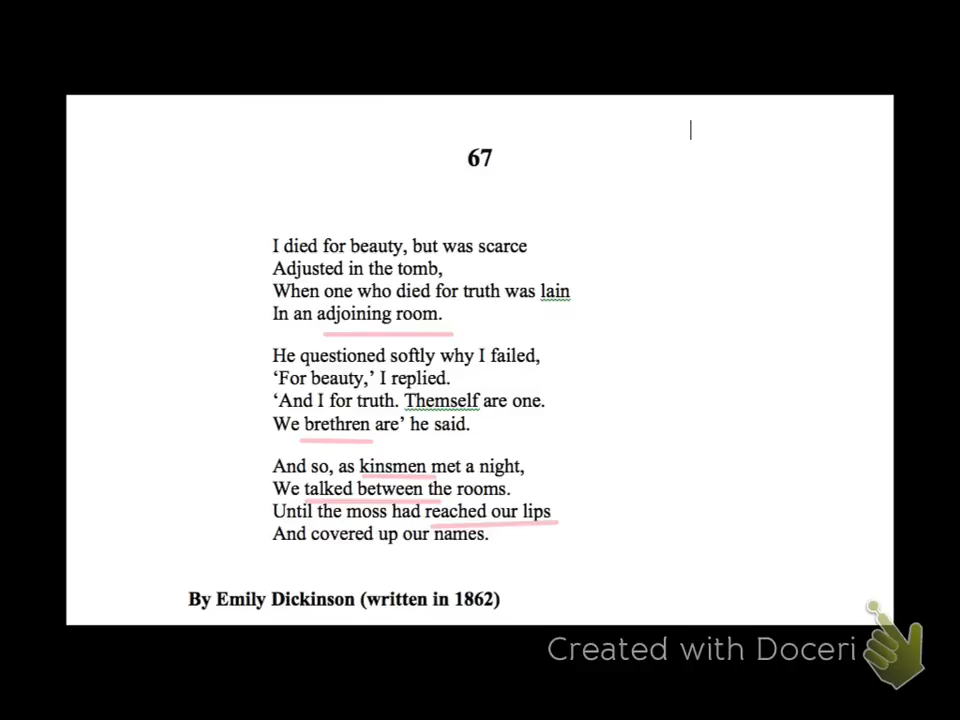 67
I died for beauty, but was scarce
Adjusted in the tomb,
When one who died for truth was lain
In an adjoining room.
He questioned softly why I failed,
‘For beauty,’ I replied.
‘And I for truth. Themself are one.
We brethren are’ he said.
And so, as kinsmen met a night,
We talked between the rooms.
Until the moss had reached our lips
And covered up our names.
By Emily Dickinson (written in 1862)
Created with Doceri